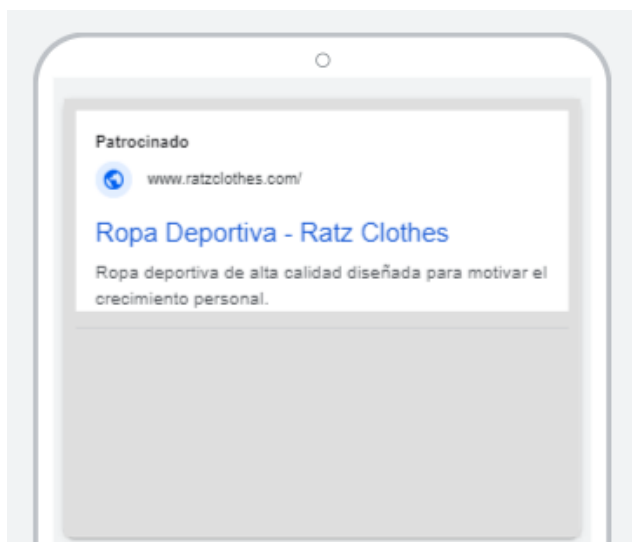 Patrocinado
www.ratzclothes.com/
Ropa Deportiva - Ratz Clothes
Ropa deportiva de alta calidad diseñada para motivar el
crecimiento personal.